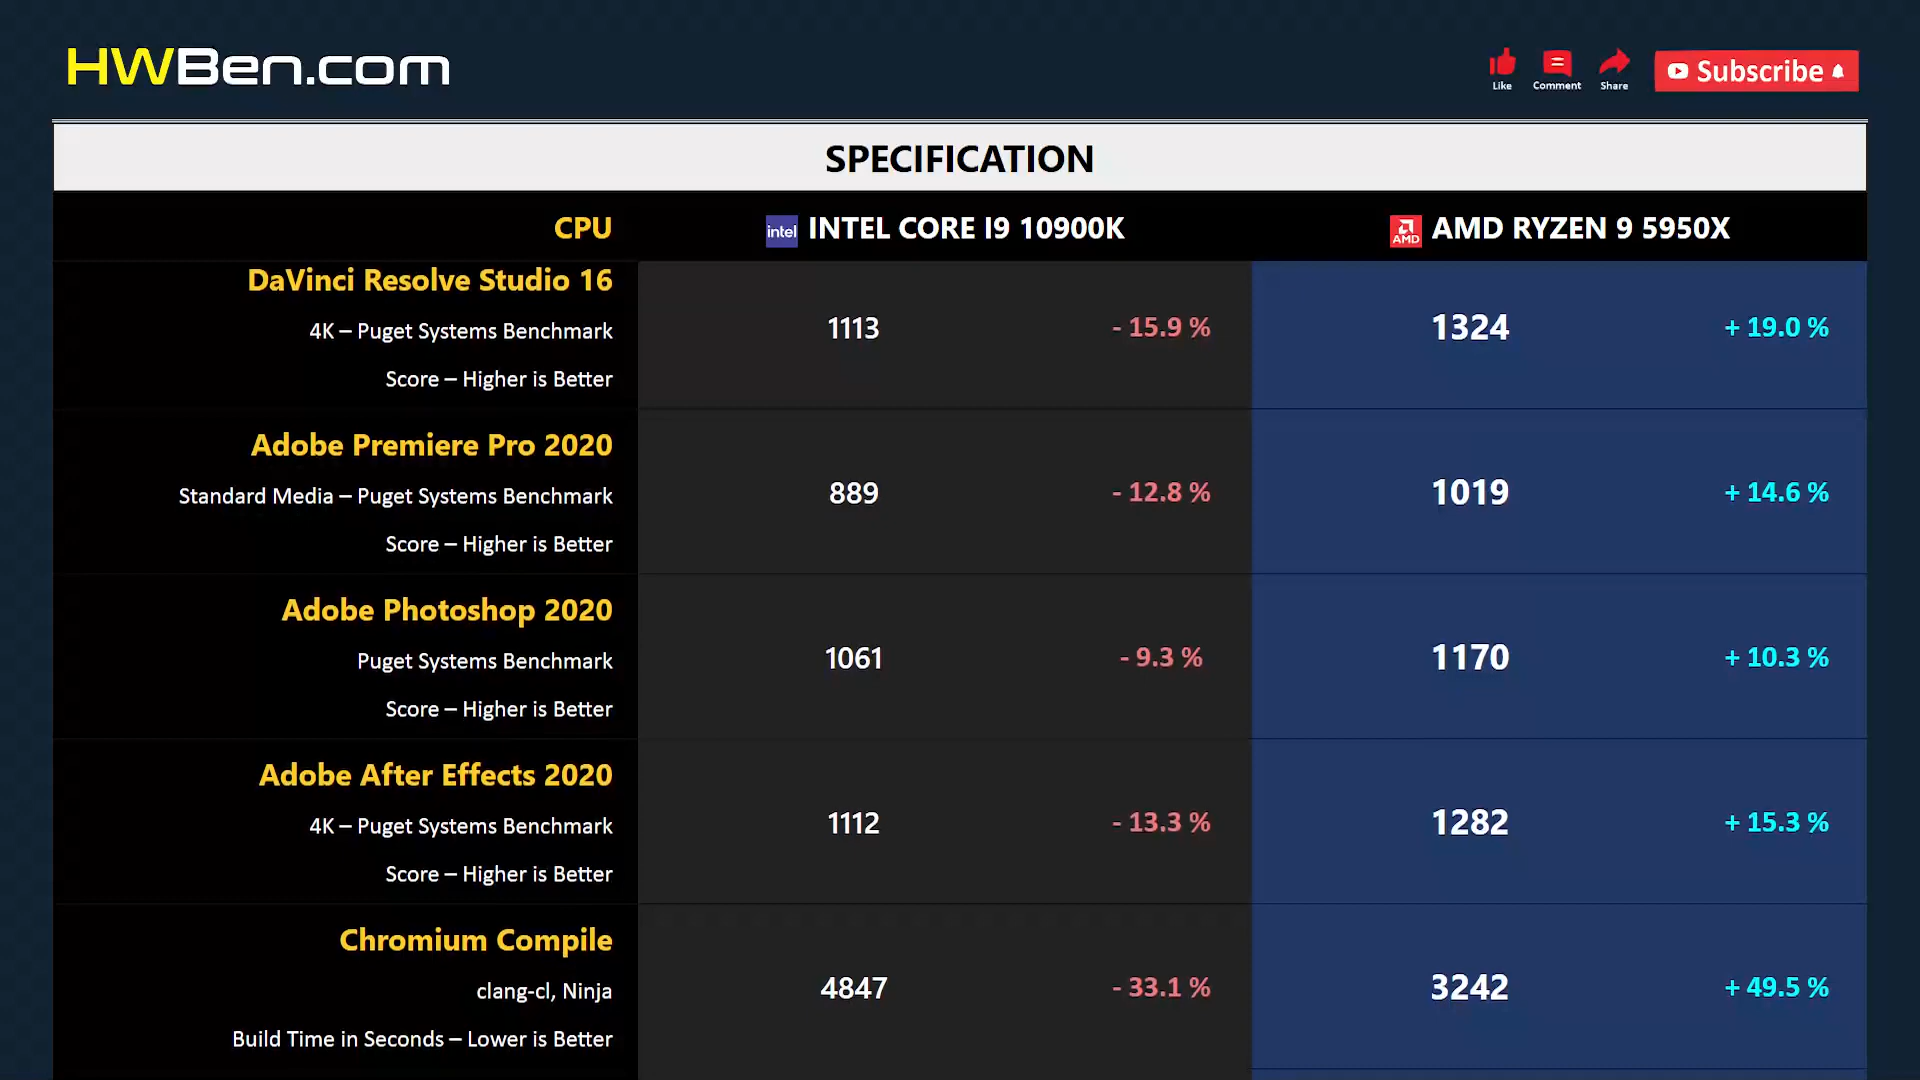 HWBen.com
Like
Comment
Share
Subscribe
SPECIFICATION
CPU
intel INTEL CORE I9 10900K
AMD AMD RYZEN 9 5950X
DaVinci Resolve Studio 16
4K – Puget Systems Benchmark
Score – Higher is Better
1113
- 15.9 %
1324
+ 19.0 %
Adobe Premiere Pro 2020
Standard Media – Puget Systems Benchmark
Score – Higher is Better
889
- 12.8 %
1019
+ 14.6 %
Adobe Photoshop 2020
Puget Systems Benchmark
Score – Higher is Better
1061
- 9.3 %
1170
+ 10.3 %
Adobe After Effects 2020
4K – Puget Systems Benchmark
Score – Higher is Better
1112
- 13.3 %
1282
+ 15.3 %
Chromium Compile
clang-cl, Ninja
Build Time in Seconds – Lower is Better
4847
- 33.1 %
3242
+ 49.5 %